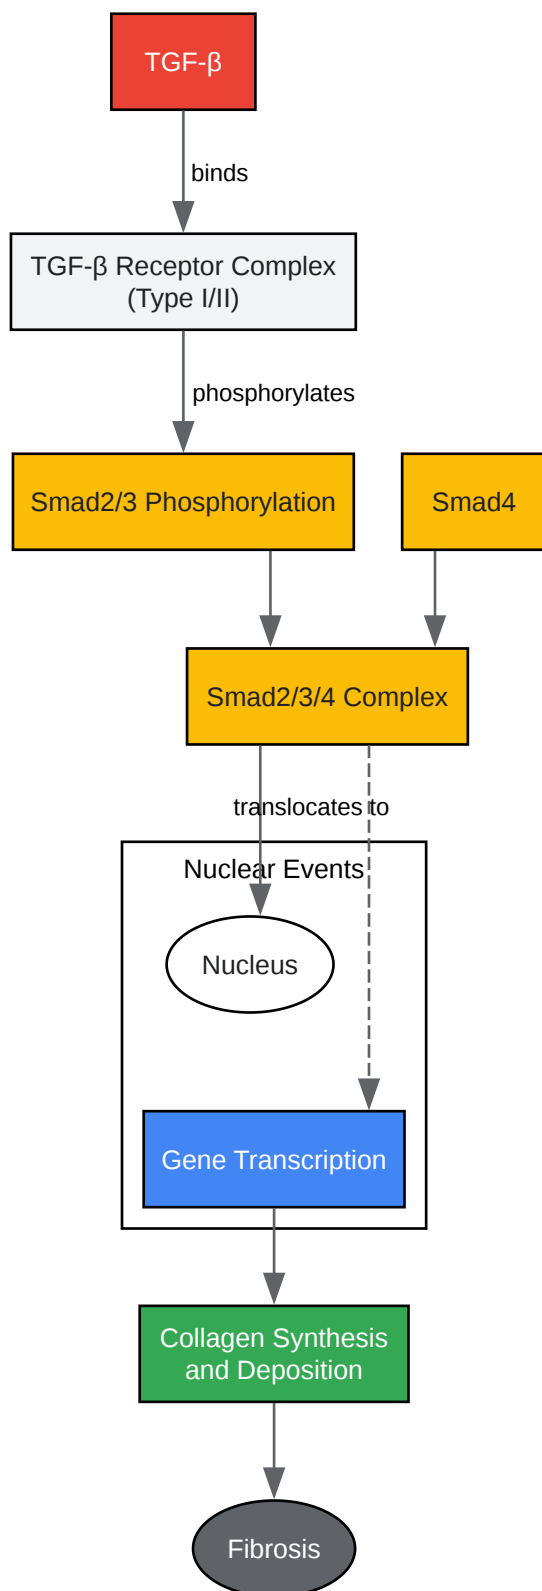 TGF-β
binds
TGF-β Receptor Complex
(Type I/II)
phosphorylates
Smad2/3 Phosphorylation
Smad4
Smad2/3/4 Complex
translocates to
Nuclear Events
Nucleus
Gene Transcription
Collagen Synthesis
and Deposition
Fibrosis